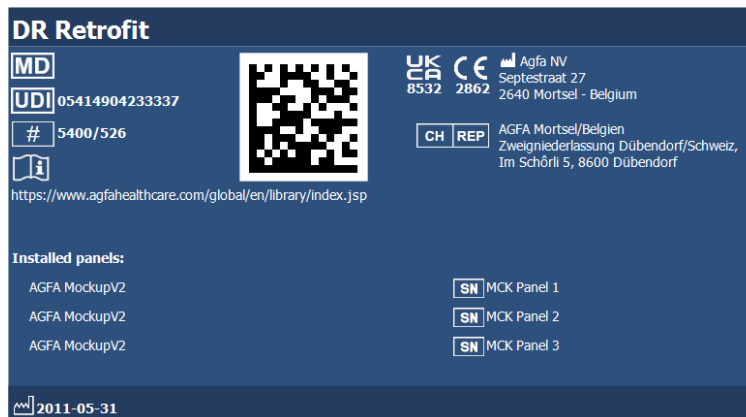 DR Retrofit
MD
UDI 05414904233337
# 5400/526
https://www.agfahealthcare.com/global/en/library/index.jsp
UK CA 8532
CE 2862
Agfa NV
Septestraat 27
2640 Mortsel - Belgium
CH REP
AGFA Mortsel/Belgien
Zweigniederlassung Dübendorf/Schweiz,
Im Schôrli 5, 8600 Dübendorf
Installed panels:
AGFA MockupV2 SN MCK Panel 1
AGFA MockupV2 SN MCK Panel 2
AGFA MockupV2 SN MCK Panel 3
2011-05-31